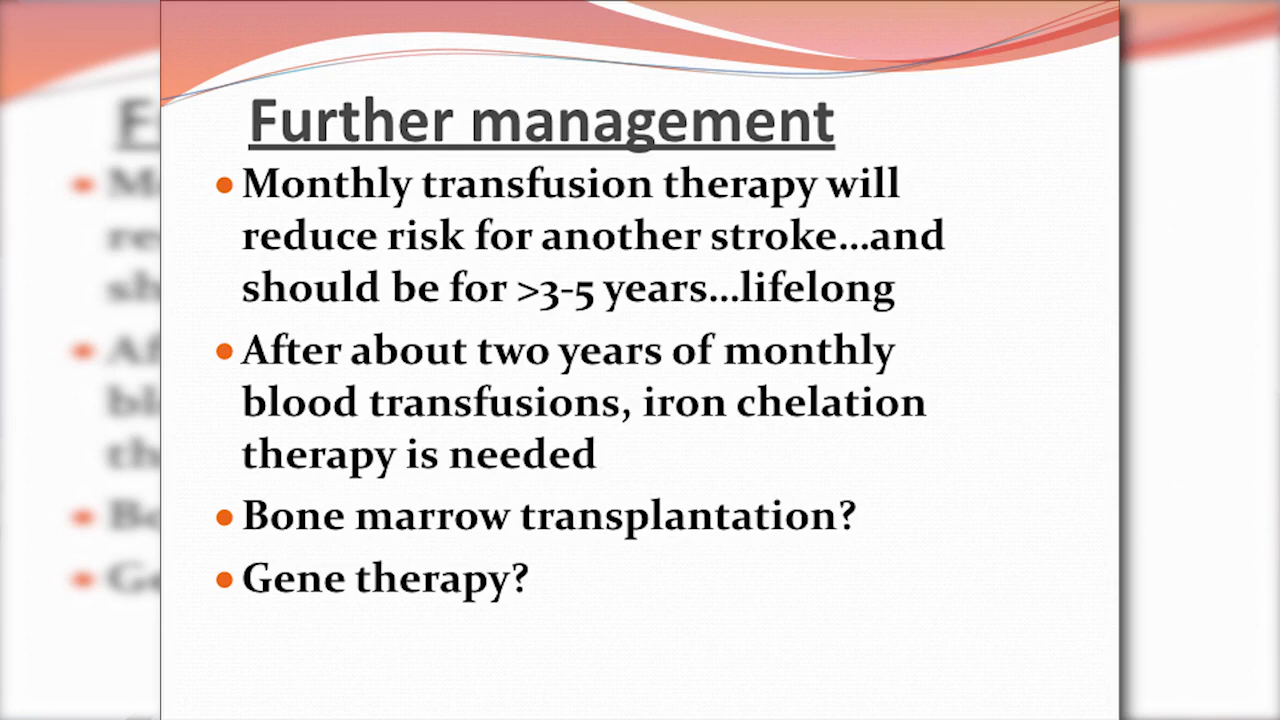 Further management
• Monthly transfusion therapy will
reduce risk for another stroke...and
should be for >3-5 years...lifelong
• After about two years of monthly
blood transfusions, iron chelation
therapy is needed
• Bone marrow transplantation?
• Gene therapy?